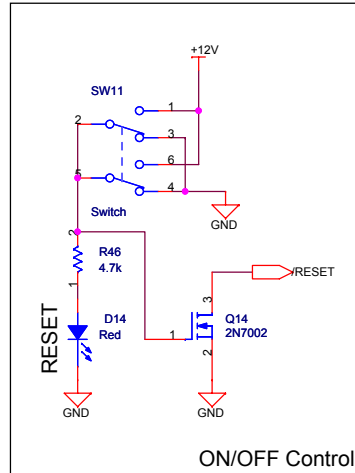 +12V
SW11
1
2
3
6
5
4
Switch
GND
2
R46
4.7k
1
/RESET
3
RESET
D14
Red
1
Q14
2N7002
2
GND
GND
ON/OFF Control